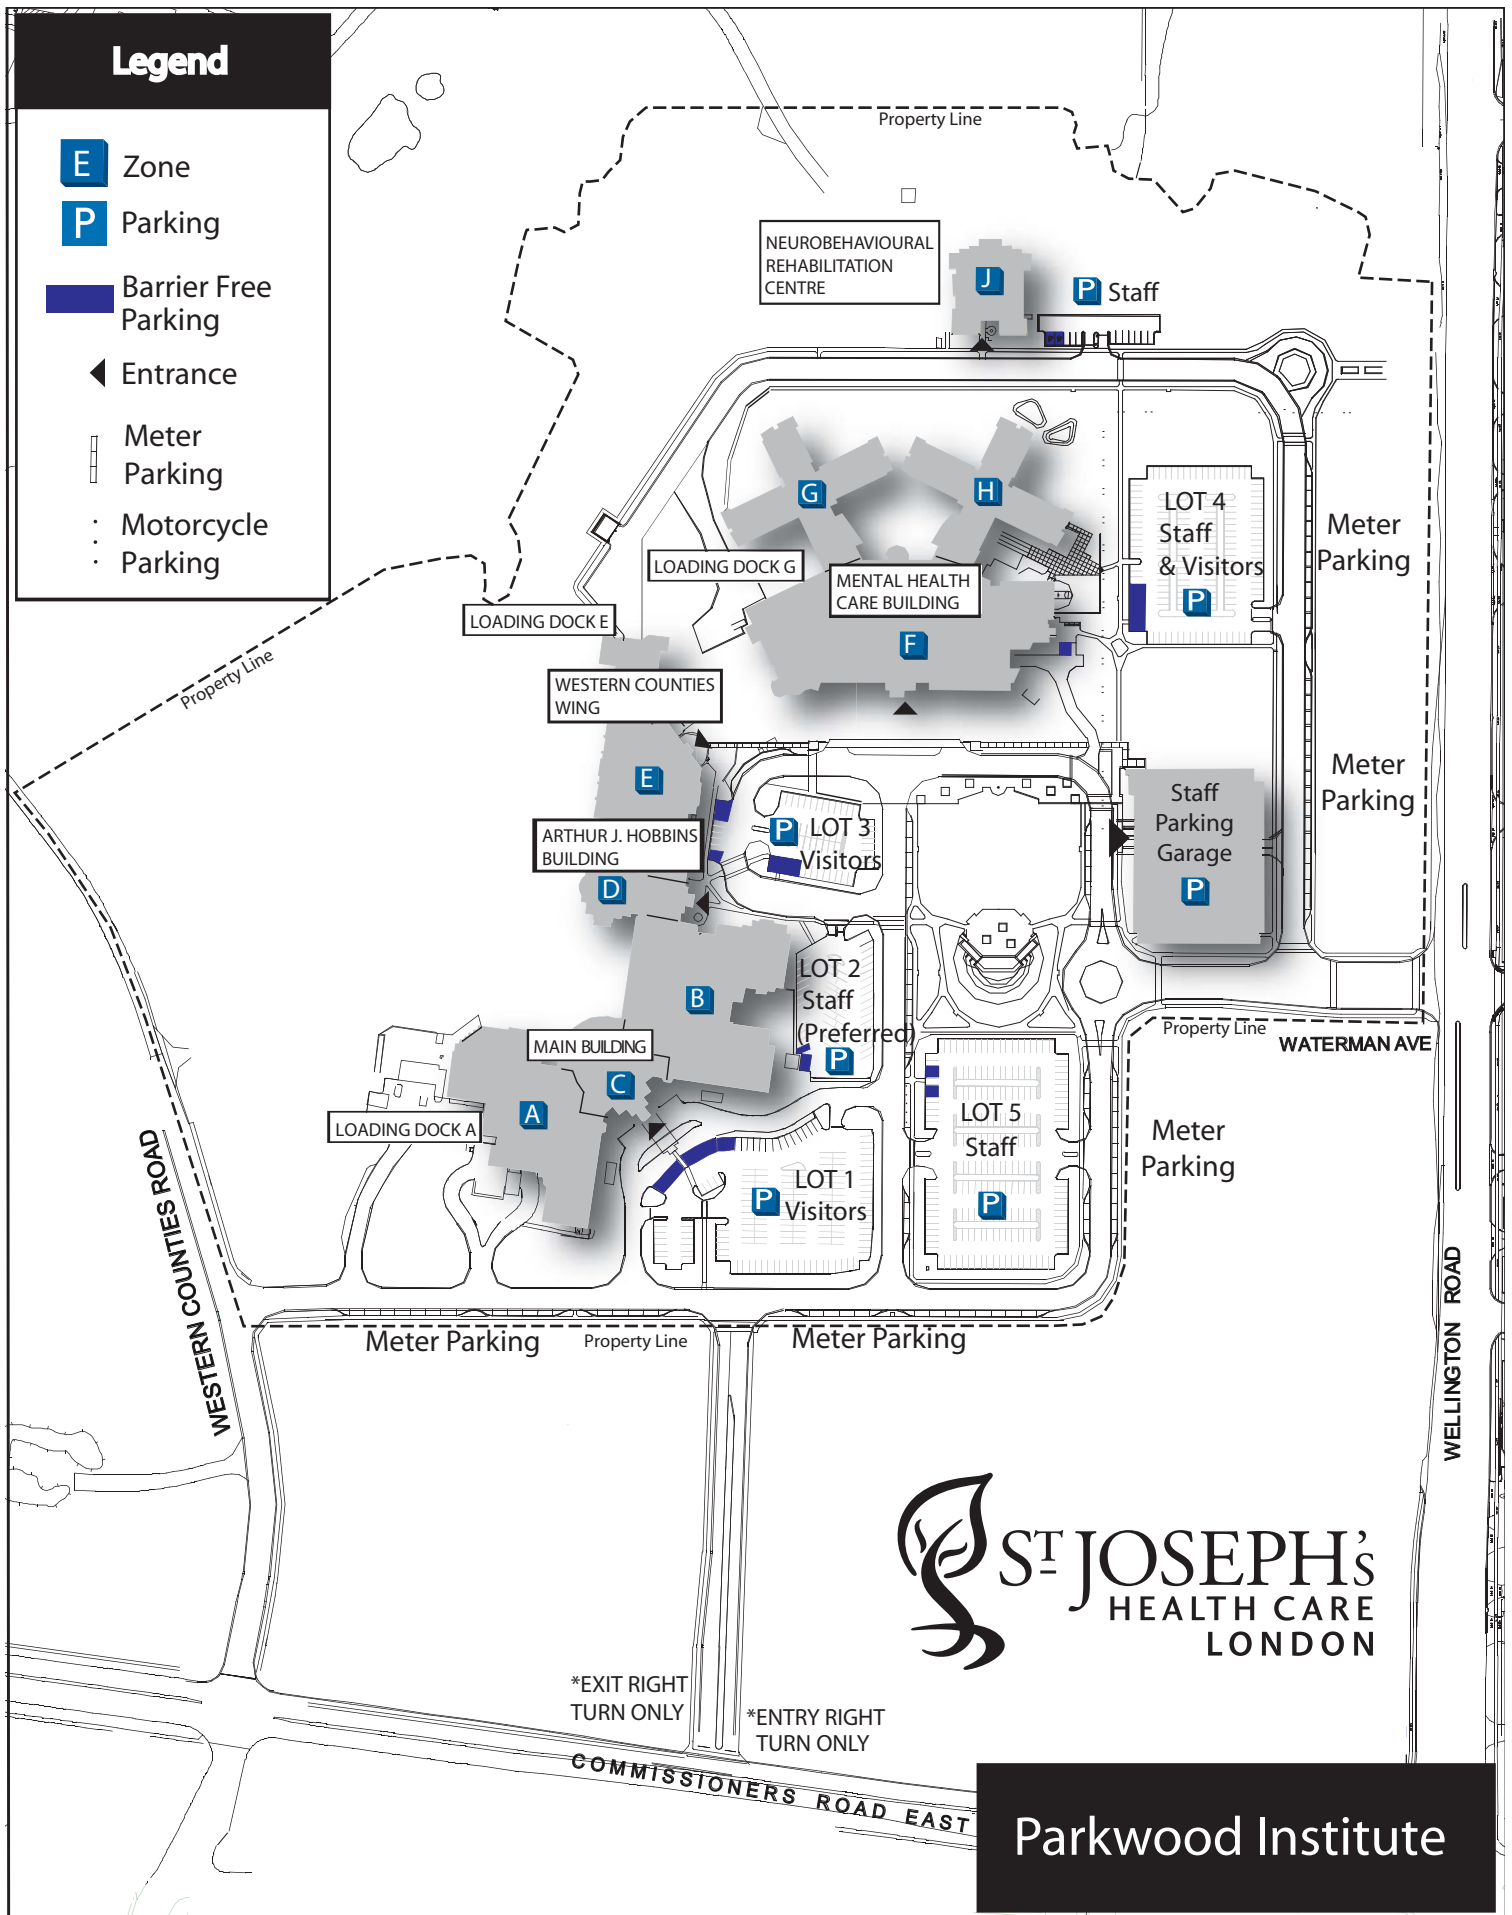 Legend
E Zone
P Parking
Barrier Free
Parking
Entrance
Meter
Parking
Motorcycle
Parking
Property Line
NEUROBEHAVIOURAL
REHABILITATION
CENTRE
J
P Staff
G
H
LOT 4
Staff
& Visitors
P
Meter
Parking
LOADING DOCK G
MENTAL HEALTH
CARE BUILDING
F
LOADING DOCK E
Property Line
WESTERN COUNTIES
WING
E
Meter
Parking
Staff
Parking
Garage
P
P LOT 3
Visitors
ARTHUR J. HOBBINS
BUILDING
D
LOT 2
Staff
(Preferred)
P
B
Property Line
WATERMAN AVE
MAIN BUILDING
C
A
LOADING DOCK A
LOT 5
Staff
P
Meter
Parking
LOT 1
P Visitors
WESTERN COUNTIES ROAD
WELLINGTON ROAD
Meter Parking
Property Line
Meter Parking
ST JOSEPH's
HEALTH CARE
LONDON
*EXIT RIGHT
TURN ONLY
*ENTRY RIGHT
TURN ONLY
COMMISSIONERS ROAD EAST
Parkwood Institute